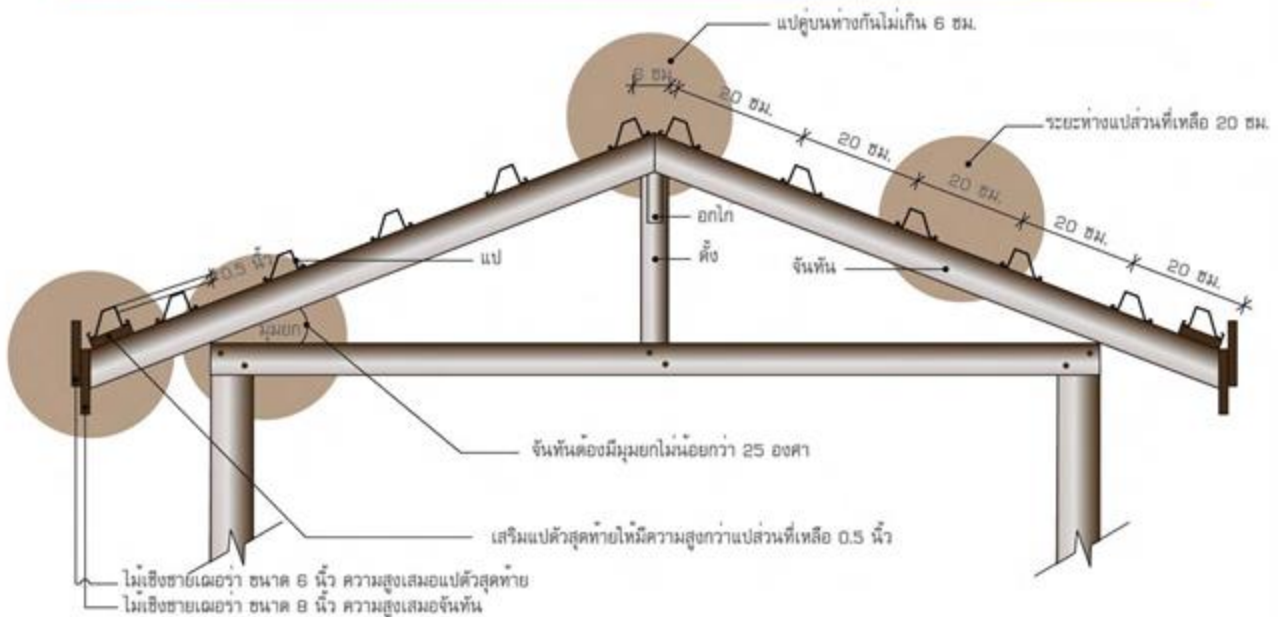 แปคู่บนห่างกันไม่เกิน 6 ซม.
6 ซม.
20 ซม.
20 ซม.
20 ซม.
20 ซม.
20 ซม.
ระยะห่างแปส่วนที่เหลือ 20 ซม.
อกไก่
ดั้ง
จันทัน
แป
0.5 นิ้ว
มุมยก
จันทันต้องมีมุมยกไม่น้อยกว่า 25 องศา
เสริมแปตัวสุดท้ายให้มีความสูงกว่าแปส่วนที่เหลือ 0.5 นิ้ว
ไม้เชิงชายเฌอร่า ขนาด 6 นิ้ว ความสูงเสมอแปตัวสุดท้าย
ไม้เชิงชายเฌอร่า ขนาด 8 นิ้ว ความสูงเสมอจันทัน